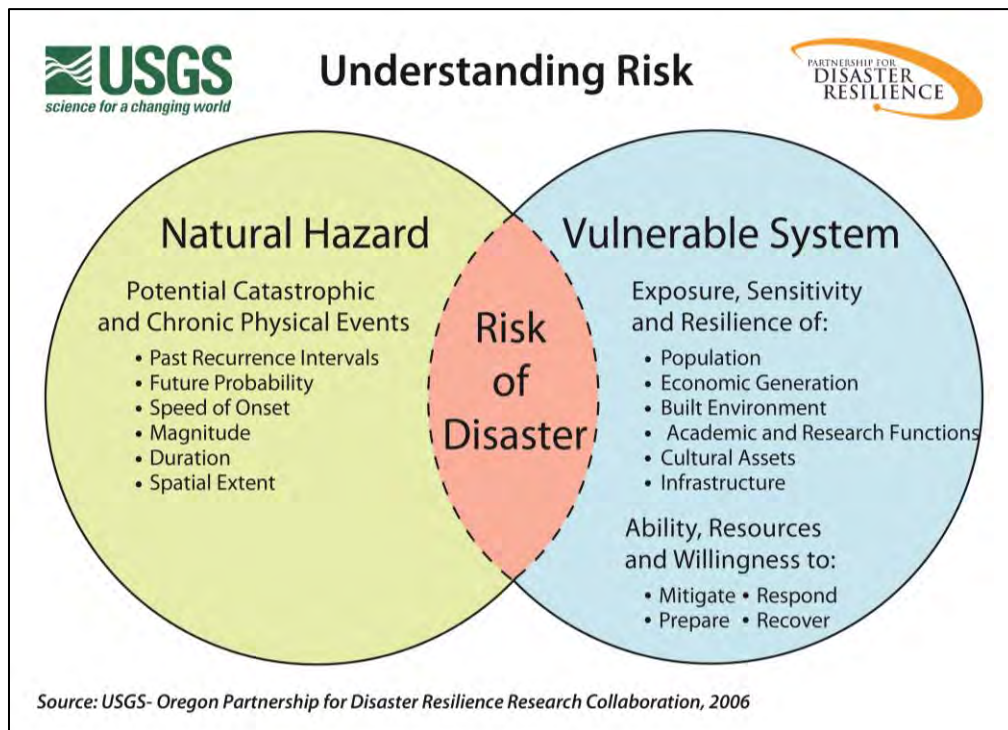 USGS
science for a changing world
Understanding Risk
PARTNERSHIP FOR
DISASTER
RESILIENCE
Natural Hazard
Potential Catastrophic
and Chronic Physical Events
• Past Recurrence Intervals
• Future Probability
• Speed of Onset
• Magnitude
• Duration
• Spatial Extent
Risk
of
Disaster
Vulnerable System
Exposure, Sensitivity
and Resilience of:
• Population
• Economic Generation
• Built Environment
• Academic and Research Functions
• Cultural Assets
• Infrastructure
Ability, Resources
and Willingness to:
• Mitigate • Respond
• Prepare • Recover
Source: USGS- Oregon Partnership for Disaster Resilience Research Collaboration, 2006